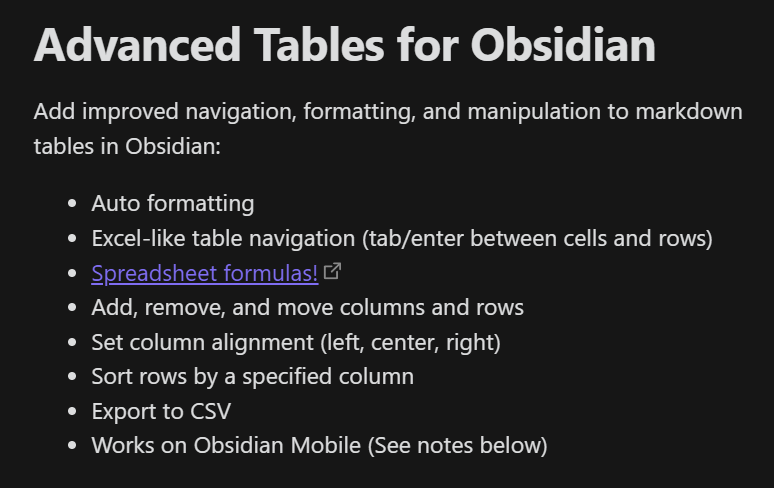 Advanced Tables for Obsidian
Add improved navigation, formatting, and manipulation to markdown
tables in Obsidian:
• Auto formatting
• Excel-like table navigation (tab/enter between cells and rows)
• Spreadsheet formulas!
• Add, remove, and move columns and rows
• Set column alignment (left, center, right)
• Sort rows by a specified column
• Export to CSV
• Works on Obsidian Mobile (See notes below)